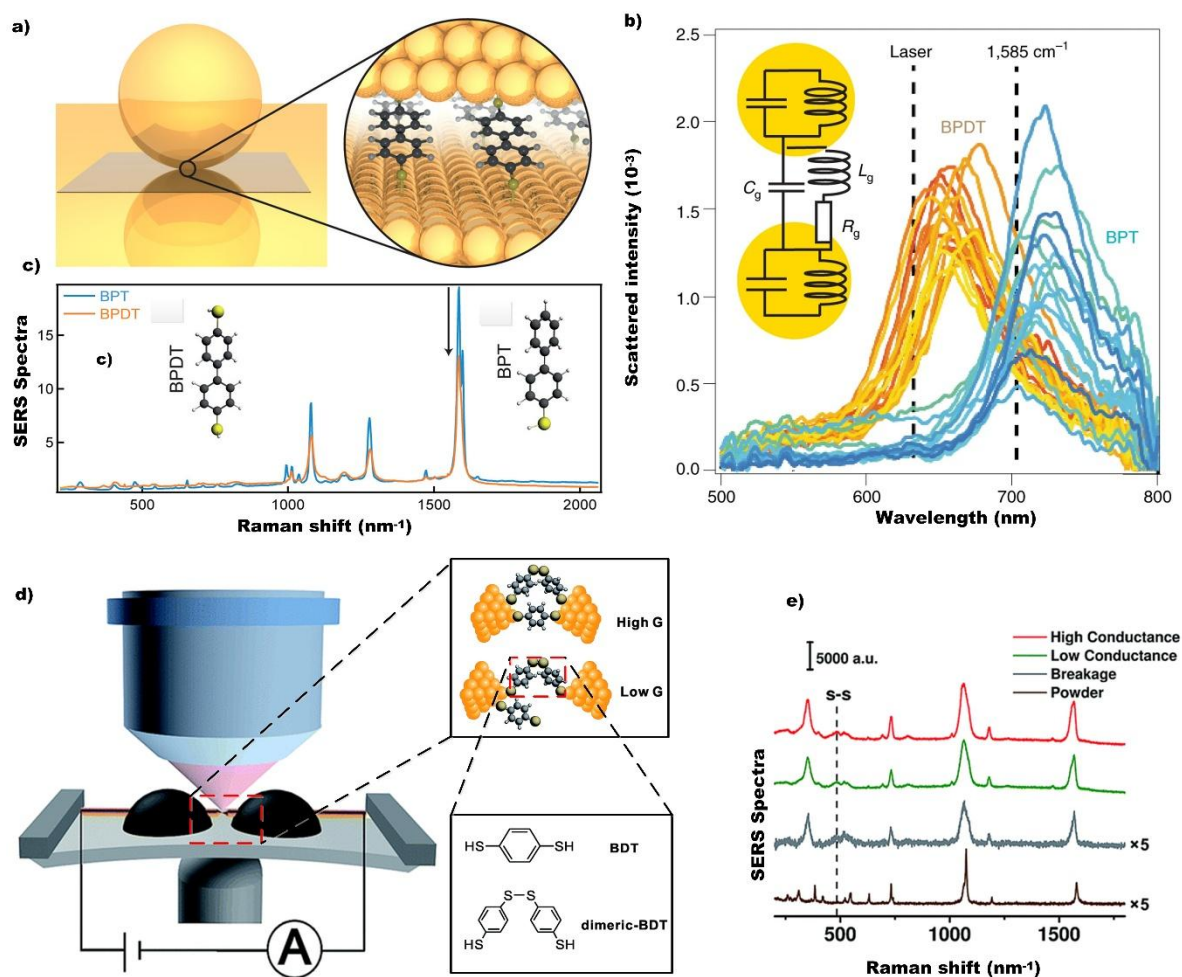 a)
b)
2.5
2.0
1.5
1.0
0.5
0.0
500
600
700
800
Scattered intensity (10⁻³)
Wavelength (nm)
Laser
1,585 cm⁻¹
BPDT
BPT
Cg
Lg
Rg
c)
BPT
BPDT
c)
BPDT
BPT
15
10
5
SERS Spectra
500
1000
1500
2000
Raman shift (nm⁻¹)
d)
High G
Low G
HS
SH
BDT
S
S
HS
SH
dimeric-BDT
A
e)
High Conductance
Low Conductance
Breakage
Powder
5000 a.u.
S-S
×5
×5
SERS Spectra
500
1000
1500
Raman shift (nm⁻¹)